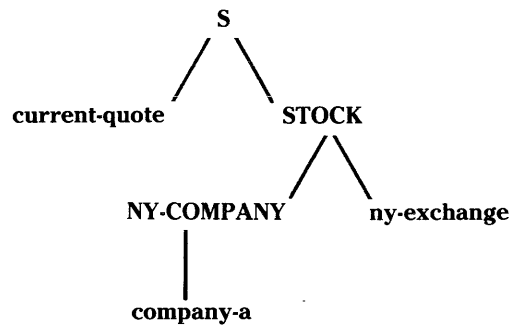 S
current-quote STOCK
NY-COMPANY ny-exchange
company-a